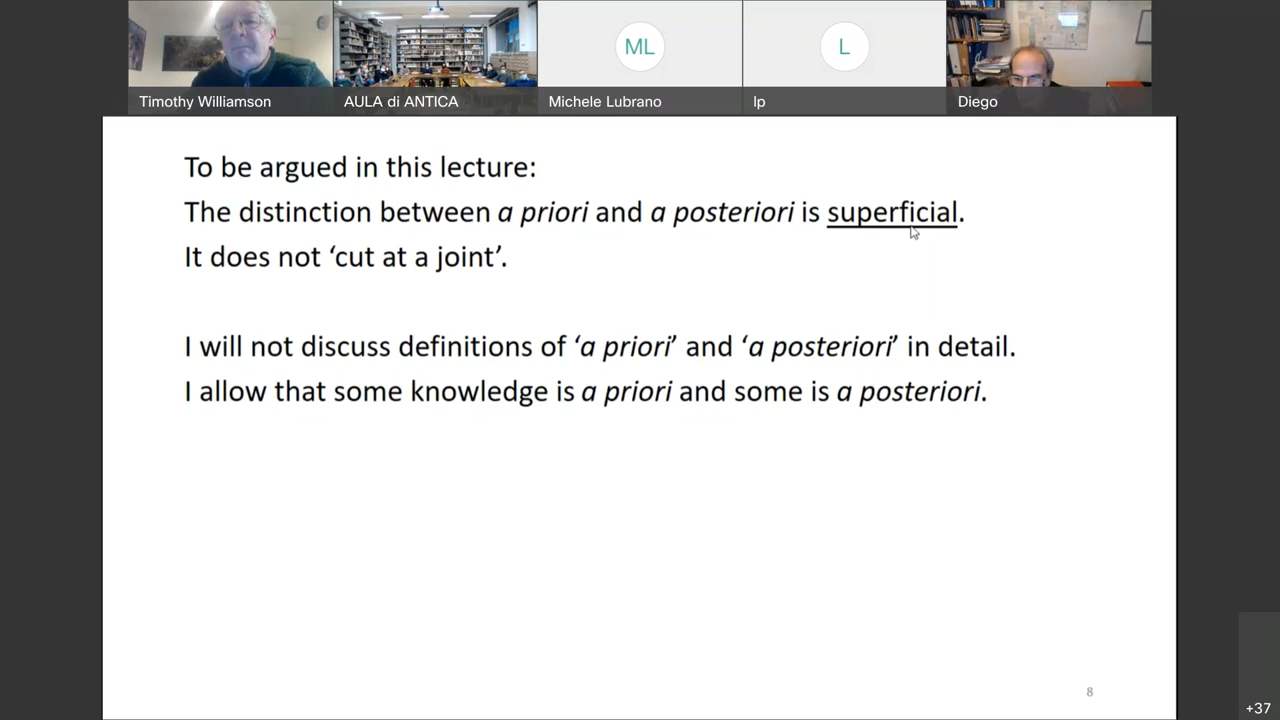 Timothy Williamson
AULA di ANTICA
ML
Michele Lubrano
L
lp
Diego
To be argued in this lecture:
The distinction between a priori and a posteriori is superficial.
It does not ‘cut at a joint’.
I will not discuss definitions of ‘a priori’ and ‘a posteriori’ in detail.
I allow that some knowledge is a priori and some is a posteriori.
8
+37